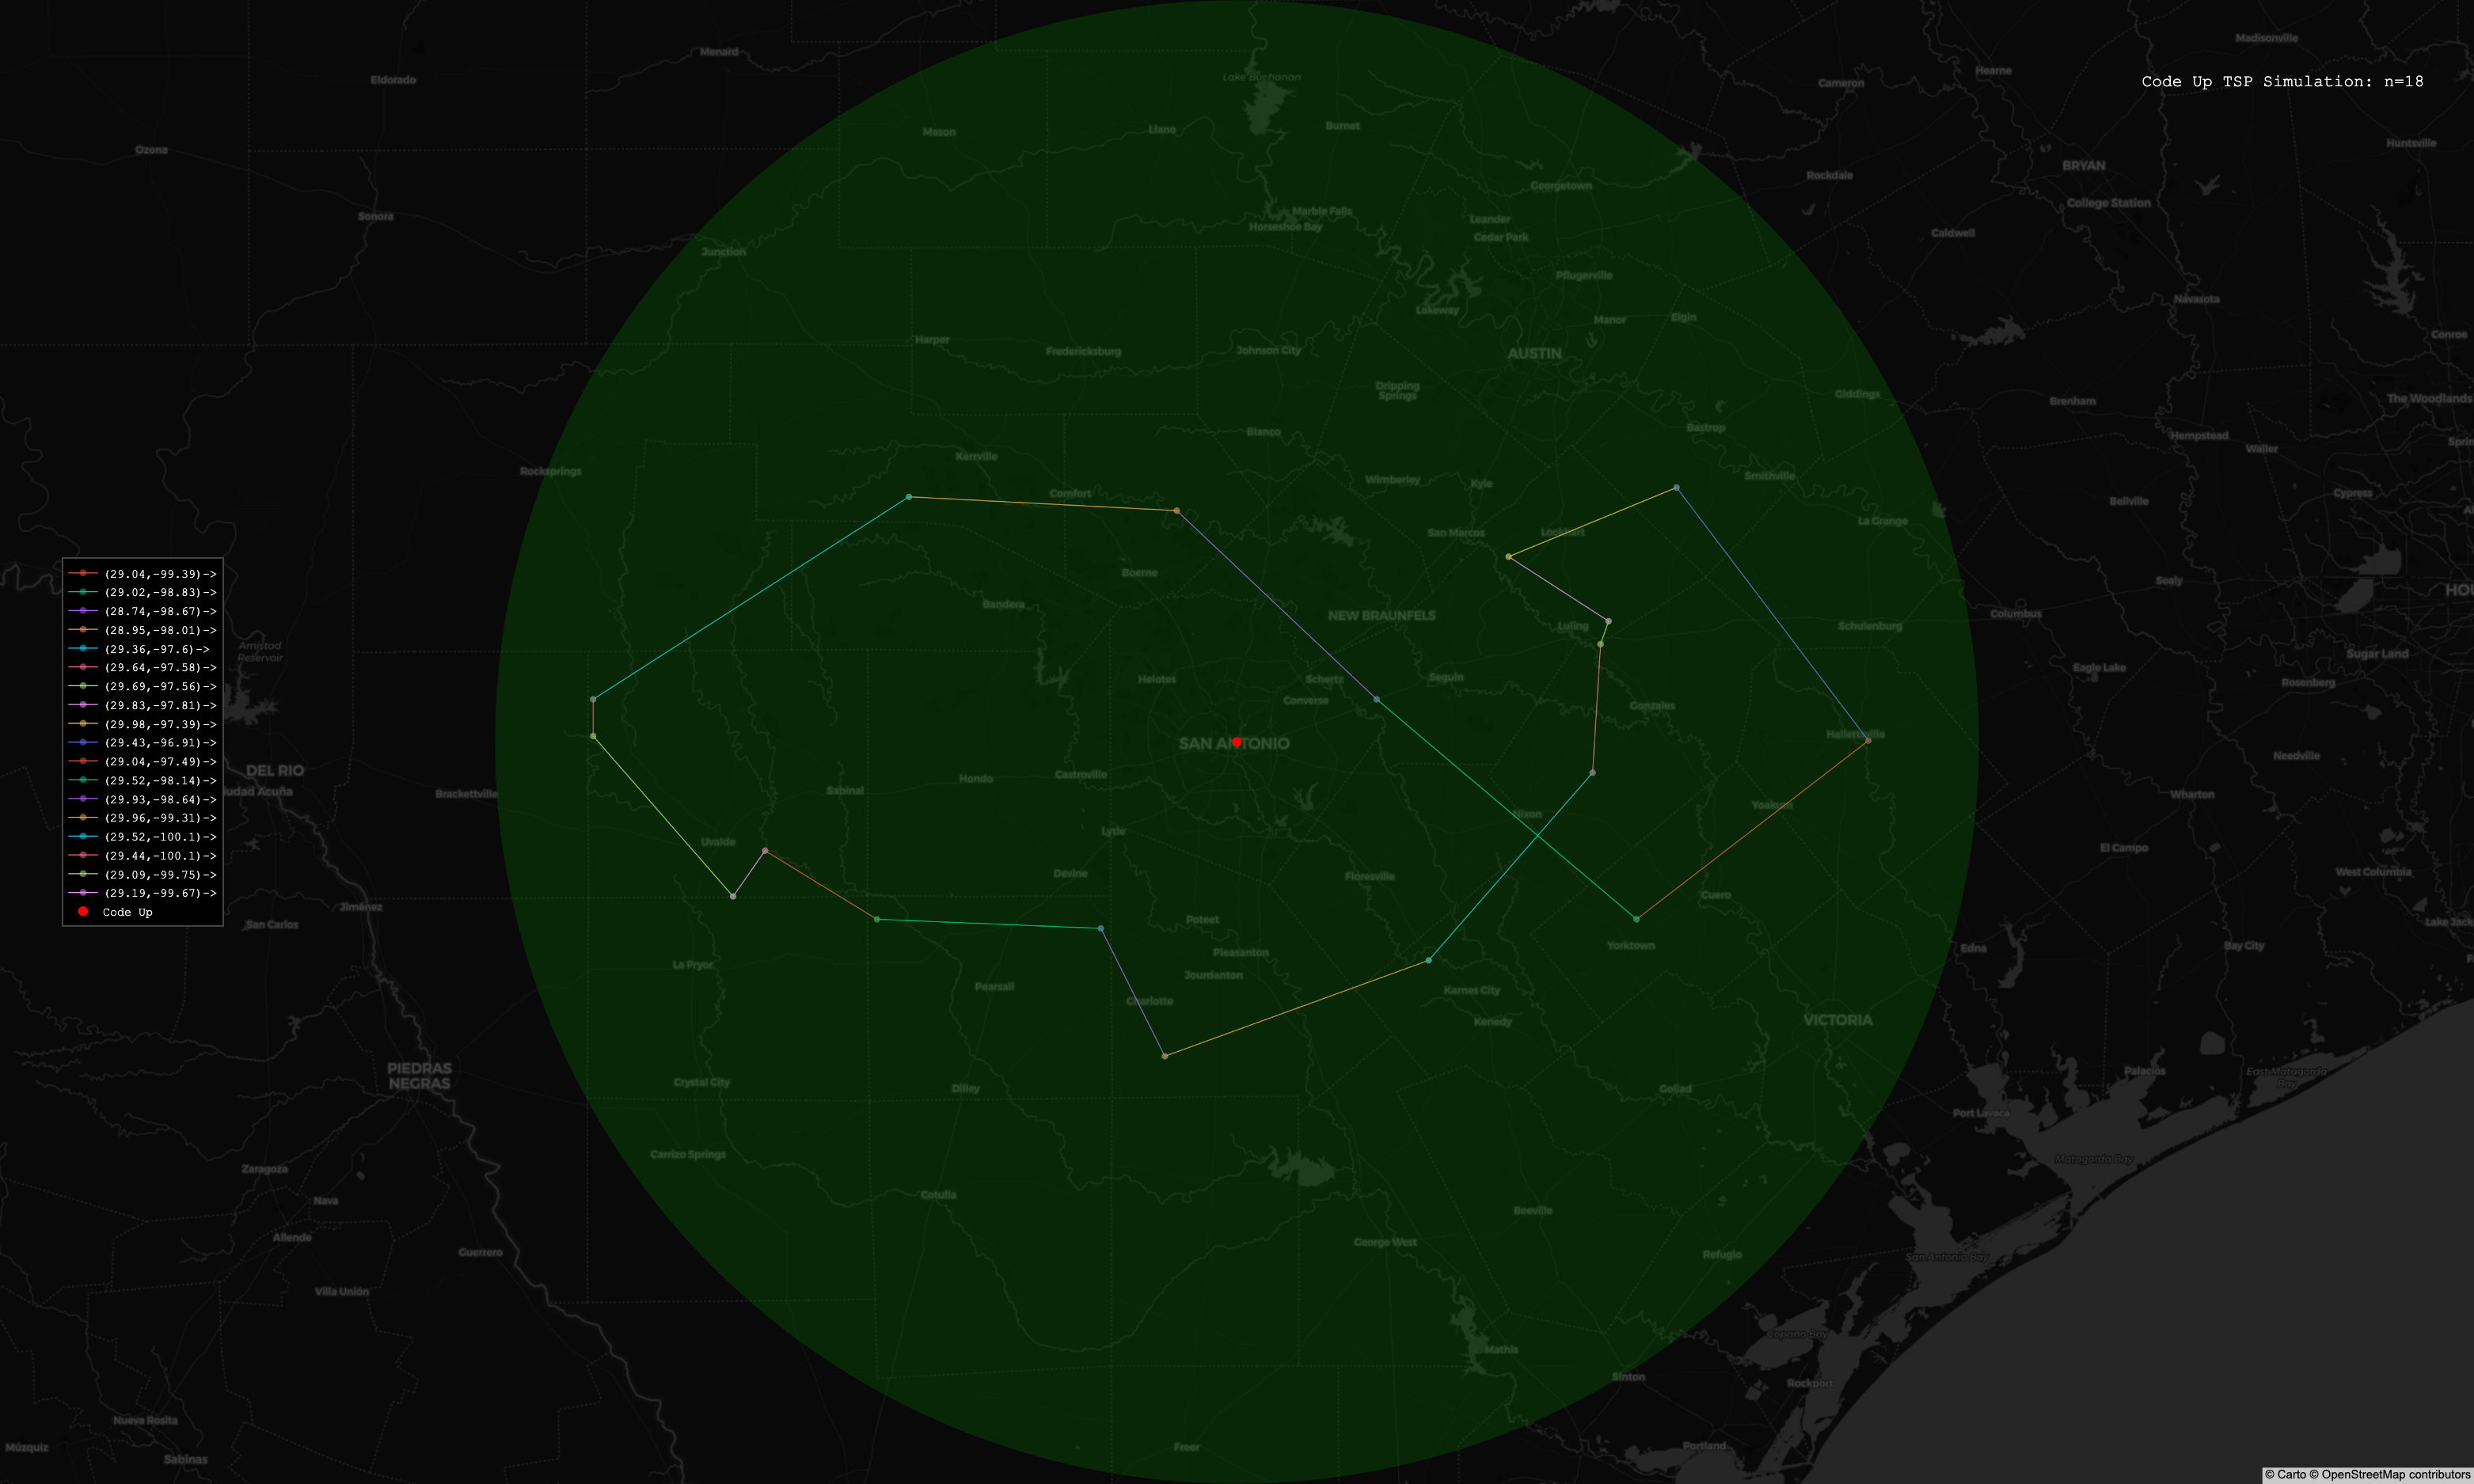 Madisonville
Menard
Hearne
Eldorado
Lake Buchanan
Cameron
Code Up TSP Simulation: n=18
Burnet
Llano
Mason
Huntsville
Ozona
BRYAN
Rockdale
Georgetown
College Station
Marble Falls
Sonora
Leander
Horseshoe Bay
Caldwell
Cedar Park
Junction
Pflugerville
Navasota
Lakeway
Manor
Elgin
Conroe
Harper
Fredericksburg
Johnson City
AUSTIN
Dripping
Springs
Giddings
The Woodlands
Brenham
Bastrop
Blanco
Hempstead
Sprin
Waller
Kerrville
Rocksprings
Smithville
Wimberley
Kyle
Comfort
Cypress
Bellville
La Grange
San Marcos
Lockhart
Boerne
Sealy
HOU
Bandera
NEW BRAUNFELS
Columbus
Luling
Schulenburg
Amistad
Reservoir
Sugar Land
Eagle Lake
Helotes
Schertz
Seguin
Rosenberg
Converse
Gonzales
SAN ANTONIO
Hallettsville
Needville
DEL RIO
Castroville
Hondo
udad Acuña
Brackettville
Sabinal
Wharton
Yoakum
Nixon
Lytle
Uvalde
El Campo
Devine
Floresville
West Columbia
Cuero
Jiménez
Poteet
San Carlos
Lake Jack
Yorktown
Edna
Bay City
Pleasanton
La Pryor
Jourdanton
Pearsall
Karnes City
Charlotte
Kenedy
VICTORIA
PIEDRAS
NEGRAS
Palacios
East Matagorda
Bay
Crystal City
Dilley
Goliad
Port Lavaca
Carrizo Springs
Matagorda Bay
Zaragoza
Cotulla
Nava
Beeville
Allende
George West
Guerrero
Refugio
San Antonio Bay
Villa Unión
Copano Bay
Mathis
Sinton
Rockport
Nueva Rosita
Múzquiz
Freer
Portland
Sabinas
(29.04,-99.39)->
(29.02,-98.83)->
(28.74,-98.67)->
(28.95,-98.01)->
(29.36,-97.6)->
(29.64,-97.58)->
(29.69,-97.56)->
(29.83,-97.81)->
(29.98,-97.39)->
(29.43,-96.91)->
(29.04,-97.49)->
(29.52,-98.14)->
(29.93,-98.64)->
(29.96,-99.31)->
(29.52,-100.1)->
(29.44,-100.1)->
(29.09,-99.75)->
(29.19,-99.67)->
Code Up
© Carto © OpenStreetMap contributors